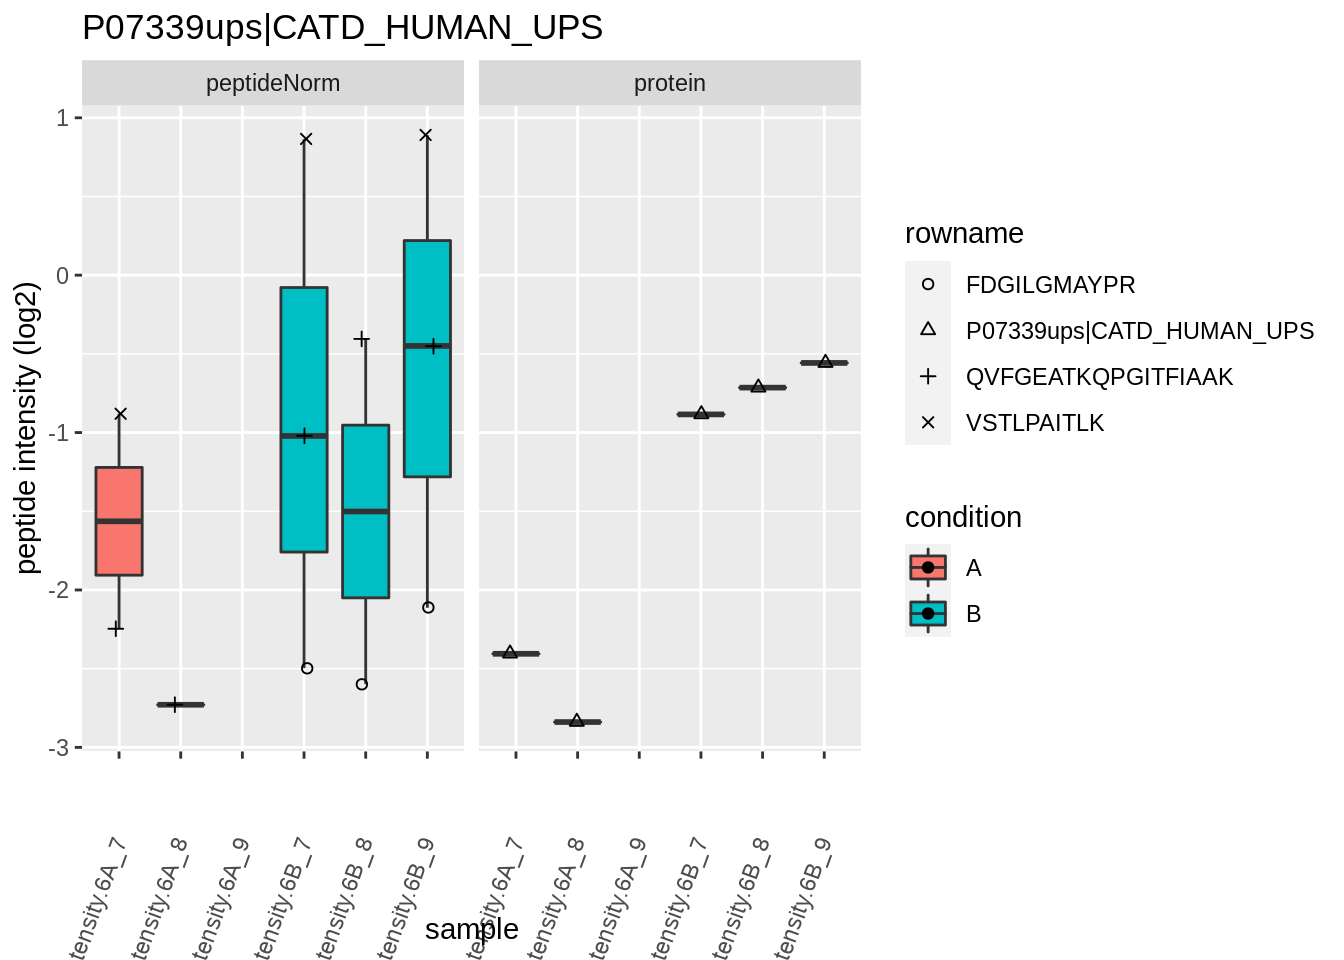 P07339ups|CATD_HUMAN_UPS
peptideNorm
protein
1
0
-1
-2
-3
peptide intensity (log2)
tensity.6A_7
tensity.6A_8
tensity.6A_9
tensity.6B_7
tensity.6B_8
tensity.6B_9
tensity.6A_7
tensity.6A_8
tensity.6A_9
tensity.6B_7
tensity.6B_8
tensity.6B_9
sample
rowname
FDGILGMAYPR
P07339ups|CATD_HUMAN_UPS
QVFGEATKQPGITFIAAK
VSTLPAITLK
condition
A
B